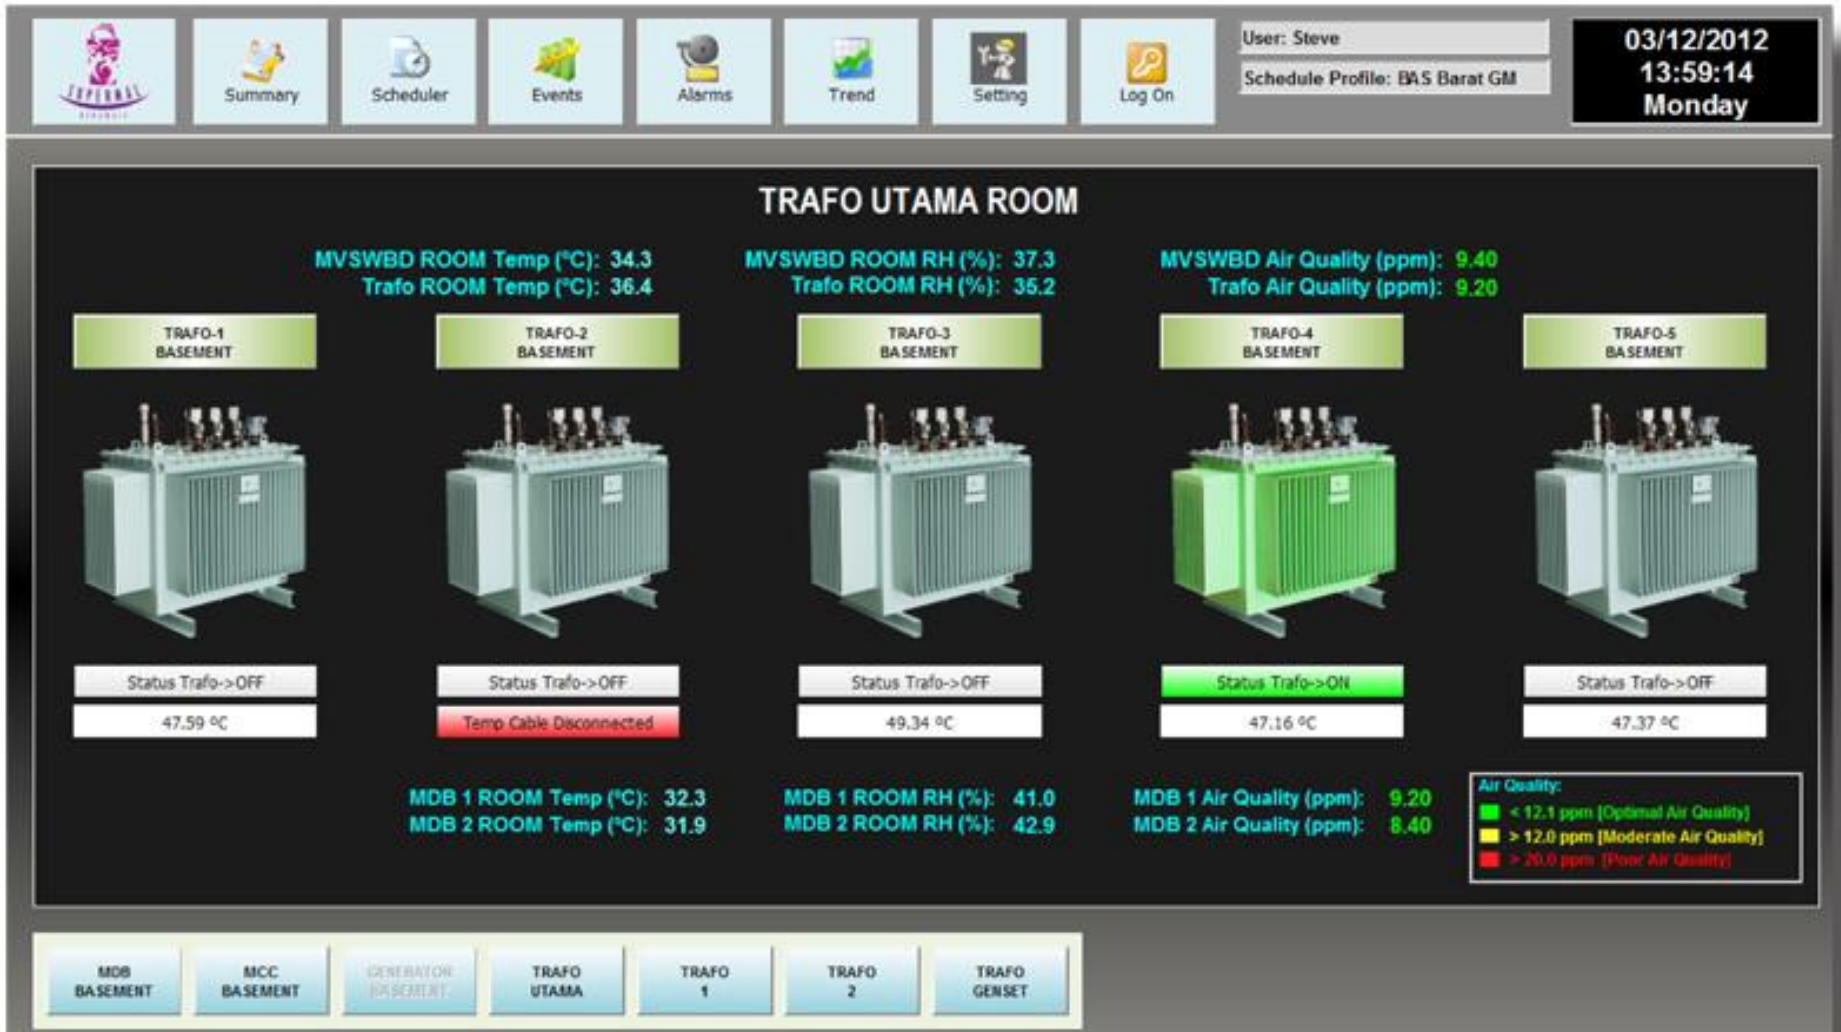 SUPERMAL
Summary
Scheduler
Events
Alarms
Trend
Setting
Log On
User: Steve
Schedule Profile: BAS Barat GM
03/12/2012
13:59:14
Monday
TRAFO UTAMA ROOM
MVSWBD ROOM Temp (ºC): 34.3
Trafo ROOM Temp (ºC): 36.4
MVSWBD ROOM RH (%): 37.3
Trafo ROOM RH (%): 35.2
MVSWBD Air Quality (ppm): 9.40
Trafo Air Quality (ppm): 9.20
TRAFO-1
BASEMENT
TRAFO-2
BASEMENT
TRAFO-3
BASEMENT
TRAFO-4
BASEMENT
TRAFO-5
BASEMENT
Status Trafo->OFF
Status Trafo->OFF
Status Trafo->OFF
Status Trafo->ON
Status Trafo->OFF
47.59 ºC
Temp Cable Disconnected
49.34 ºC
47.16 ºC
47.37 ºC
MDB 1 ROOM Temp (ºC): 32.3
MDB 2 ROOM Temp (ºC): 31.9
MDB 1 ROOM RH (%): 41.0
MDB 2 ROOM RH (%): 42.9
MDB 1 Air Quality (ppm): 9.20
MDB 2 Air Quality (ppm): 8.40
Air Quality:
< 12.1 ppm [Optimal Air Quality]
> 12.0 ppm [Moderate Air Quality]
> 20.0 ppm [Poor Air Quality]
MDB
BASEMENT
MCC
BASEMENT
GENERATOR
BASEMENT
TRAFO
UTAMA
TRAFO
1
TRAFO
2
TRAFO
GENSET